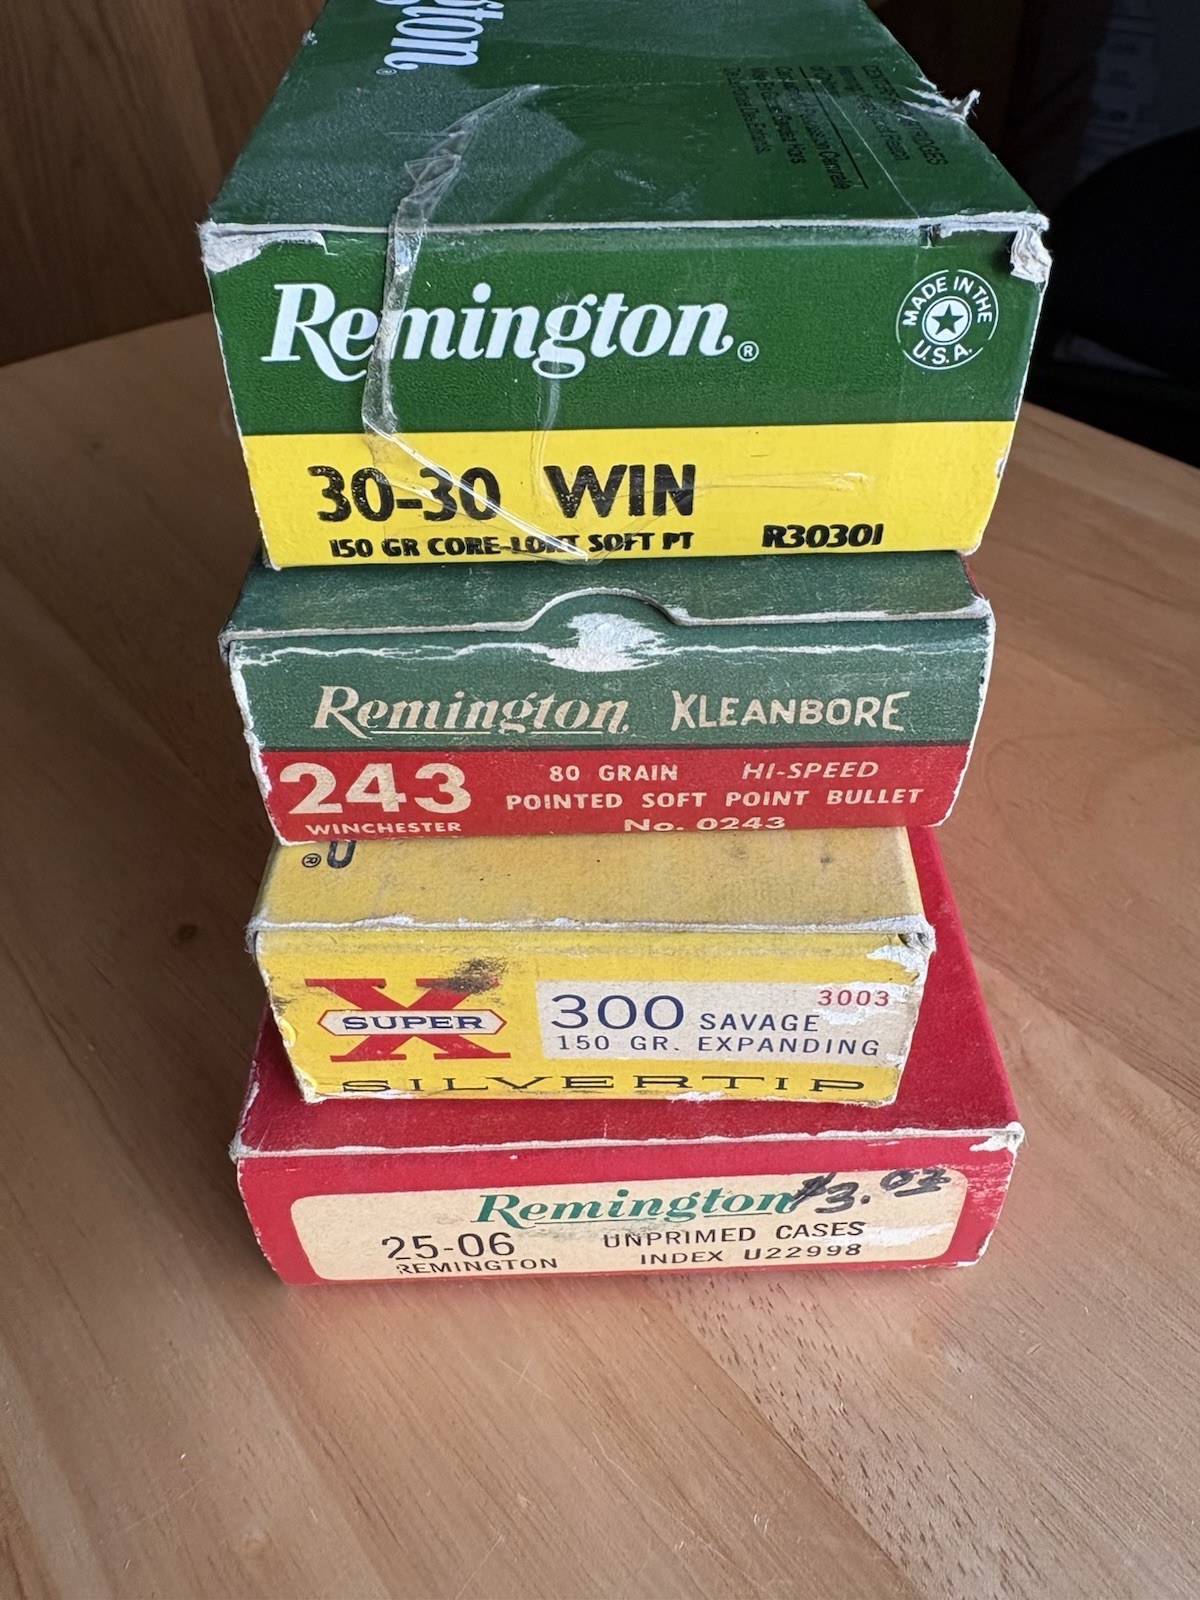 Remington®
MADE IN THE
U.S.A.
30-30 WIN
150 GR CORE-LOKT SOFT PT R30301
Remington KLEANBORE
243 80 GRAIN HI-SPEED
POINTED SOFT POINT BULLET
WINCHESTER No. 0243
SUPER X
300 SAVAGE 3003
150 GR. EXPANDING
SILVERTIP
Remington $3.
25-06 UNPRIMED CASES
REMINGTON INDEX U22998